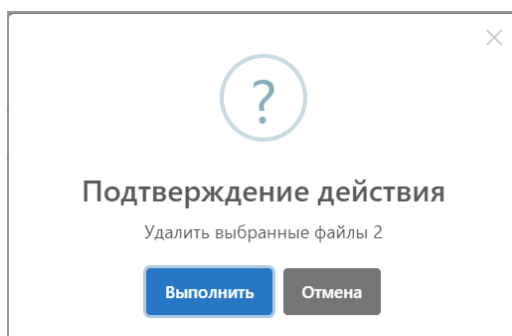 ?
Подтверждение действия
Удалить выбранные файлы 2
Выполнить Отмена